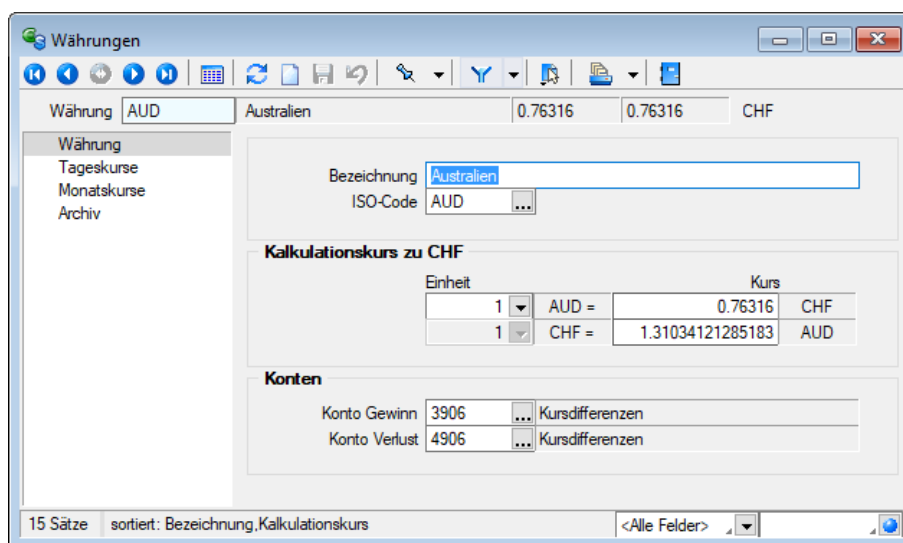 Währungen
Währung AUD Australien 0.76316 0.76316 CHF
Währung
Tageskurse
Monatskurse
Archiv
Bezeichnung Australien
ISO-Code AUD ...
Kalkulationskurs zu CHF
Einheit Kurs
1 AUD = 0.76316 CHF
1 CHF = 1.31034121285183 AUD
Konten
Konto Gewinn 3906 ... Kursdifferenzen
Konto Verlust 4906 ... Kursdifferenzen
15 Sätze sortiert: Bezeichnung,Kalkulationskurs <Alle Felder>